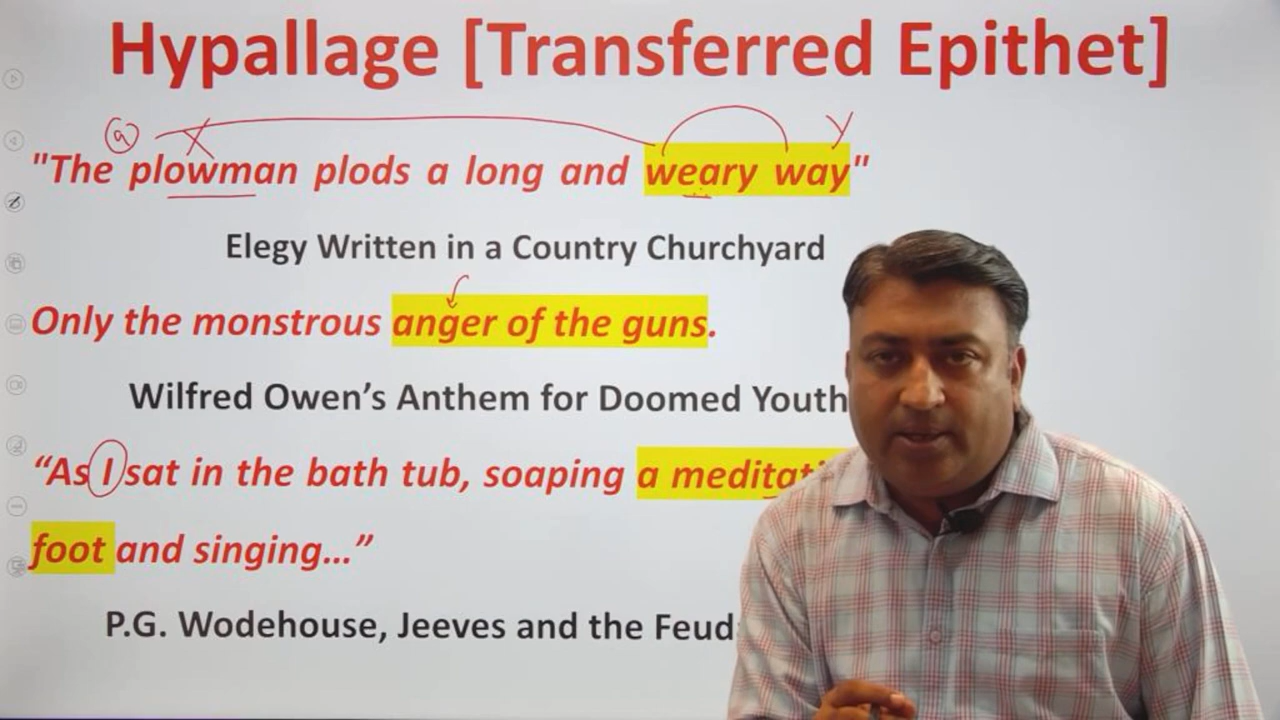 Hypallage [Transferred Epithet]
a X Y
"The plowman plods a long and weary way"
Elegy Written in a Country Churchyard
Only the monstrous anger of the guns.
Wilfred Owen’s Anthem for Doomed Youth
“As I sat in the bath tub, soaping a
foot and singing...”
P.G. Wodehouse, Jeeves and the